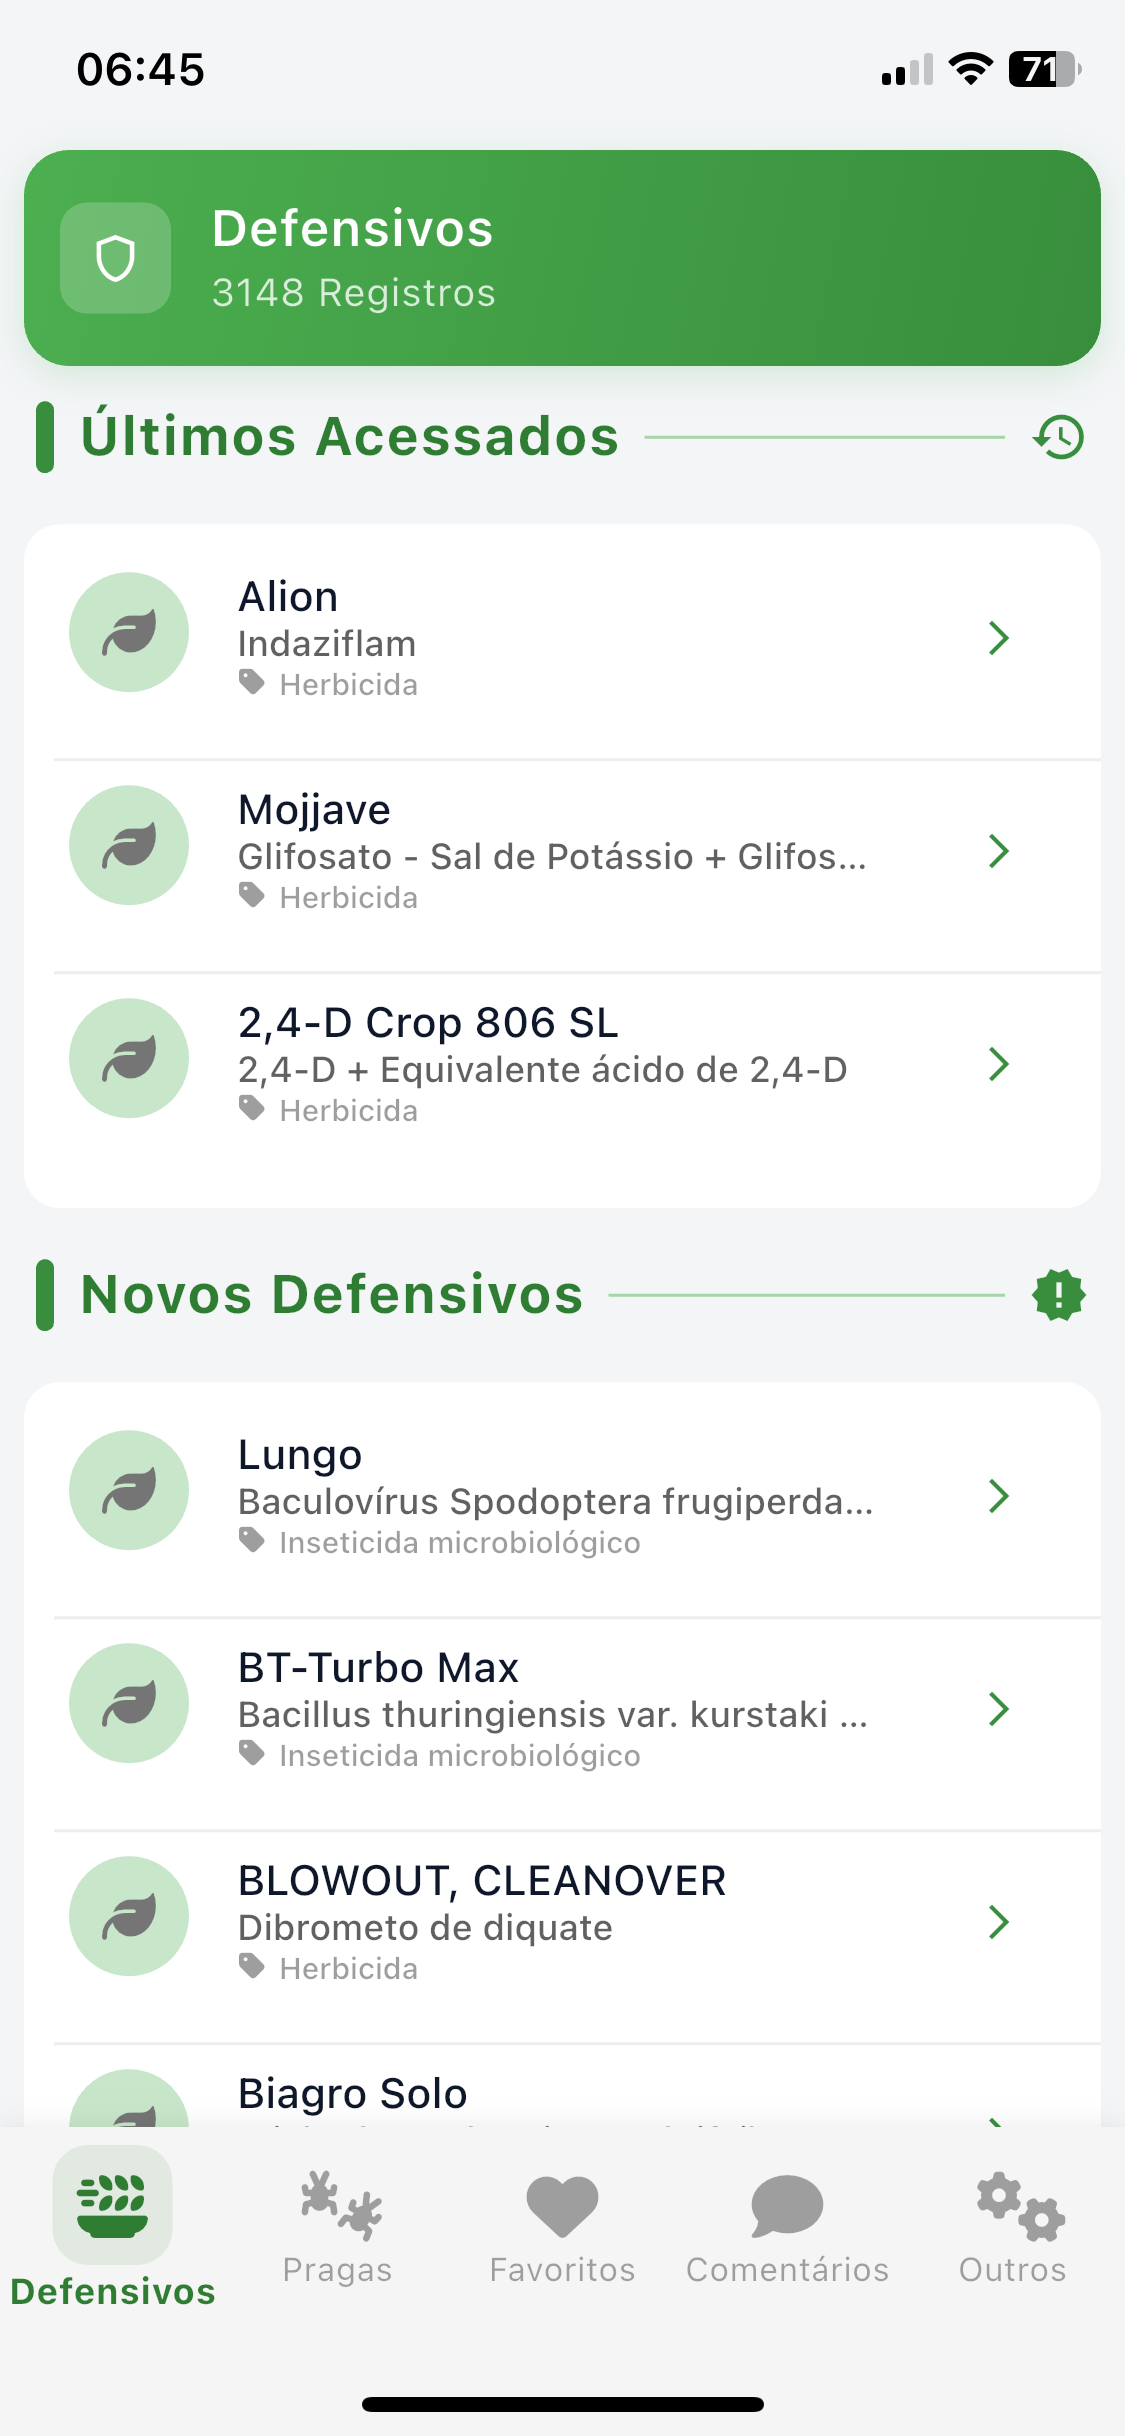 06:45
71
Defensivos
3148 Registros
Últimos Acessados
Alion
Indaziflam
Herbicida
Mojjave
Glifosato - Sal de Potássio + Glifos...
Herbicida
2,4-D Crop 806 SL
2,4-D + Equivalente ácido de 2,4-D
Herbicida
Novos Defensivos
Lungo
Baculovírus Spodoptera frugiperda...
Inseticida microbiológico
BT-Turbo Max
Bacillus thuringiensis var. kurstaki ...
Inseticida microbiológico
BLOWOUT, CLEANOVER
Dibrometo de diquate
Herbicida
Biagro Solo
Defensivos
Pragas
Favoritos
Comentários
Outros